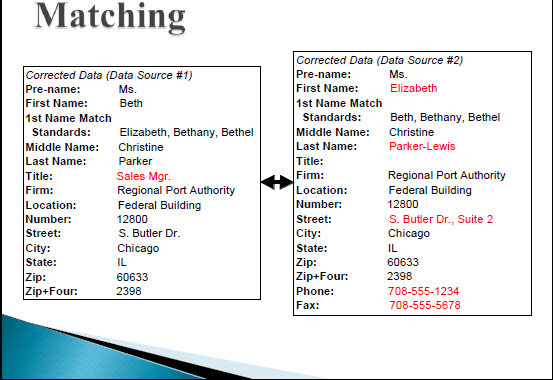 Matching
Corrected Data (Data Source #1)
Pre-name: Ms.
First Name: Beth
1st Name Match
Standards: Elizabeth, Bethany, Bethel
Middle Name: Christine
Last Name: Parker
Title: Sales Mgr.
Firm: Regional Port Authority
Location: Federal Building
Number: 12800
Street: S. Butler Dr.
City: Chicago
State: IL
Zip: 60633
Zip+Four: 2398
Corrected Data (Data Source #2)
Pre-name: Ms.
First Name: Elizabeth
1st Name Match
Standards: Beth, Bethany, Bethel
Middle Name: Christine
Last Name: Parker-Lewis
Title:
Firm: Regional Port Authority
Location: Federal Building
Number: 12800
Street: S. Butler Dr., Suite 2
City: Chicago
State: IL
Zip: 60633
Zip+Four: 2398
Phone: 708-555-1234
Fax: 708-555-5678